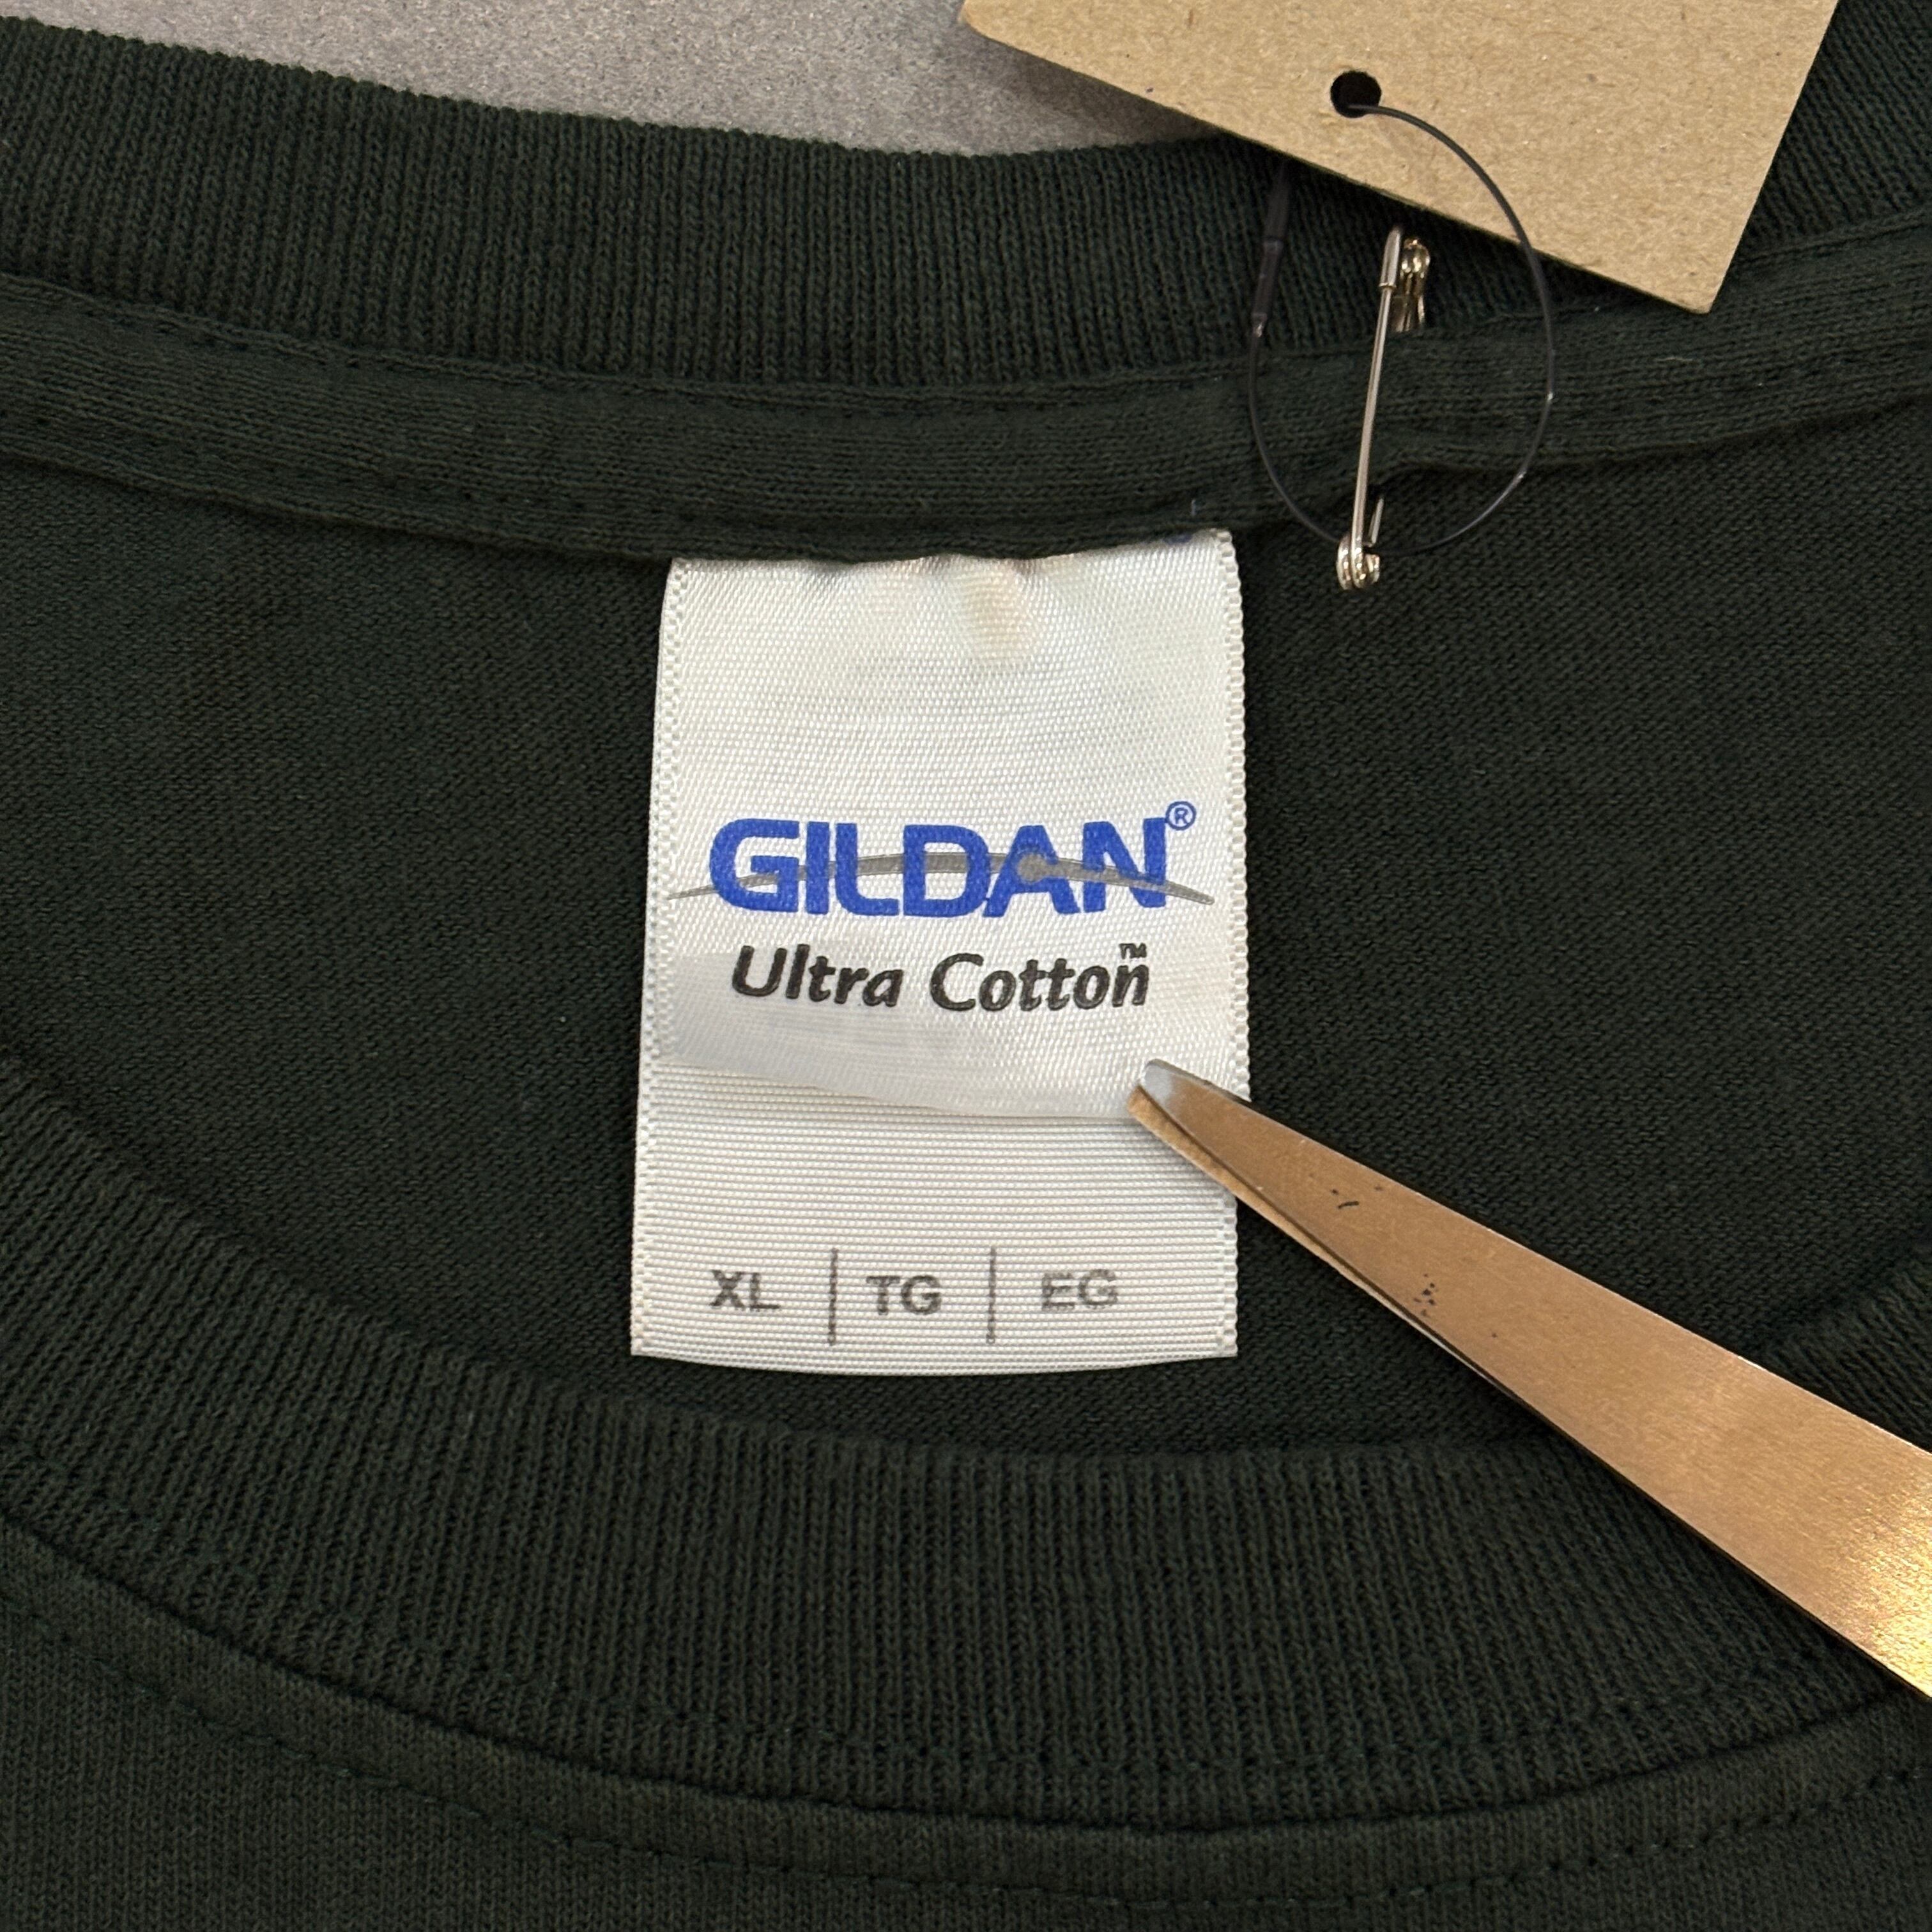 GILDAN®
Ultra Cotton™
XL | TG | EG